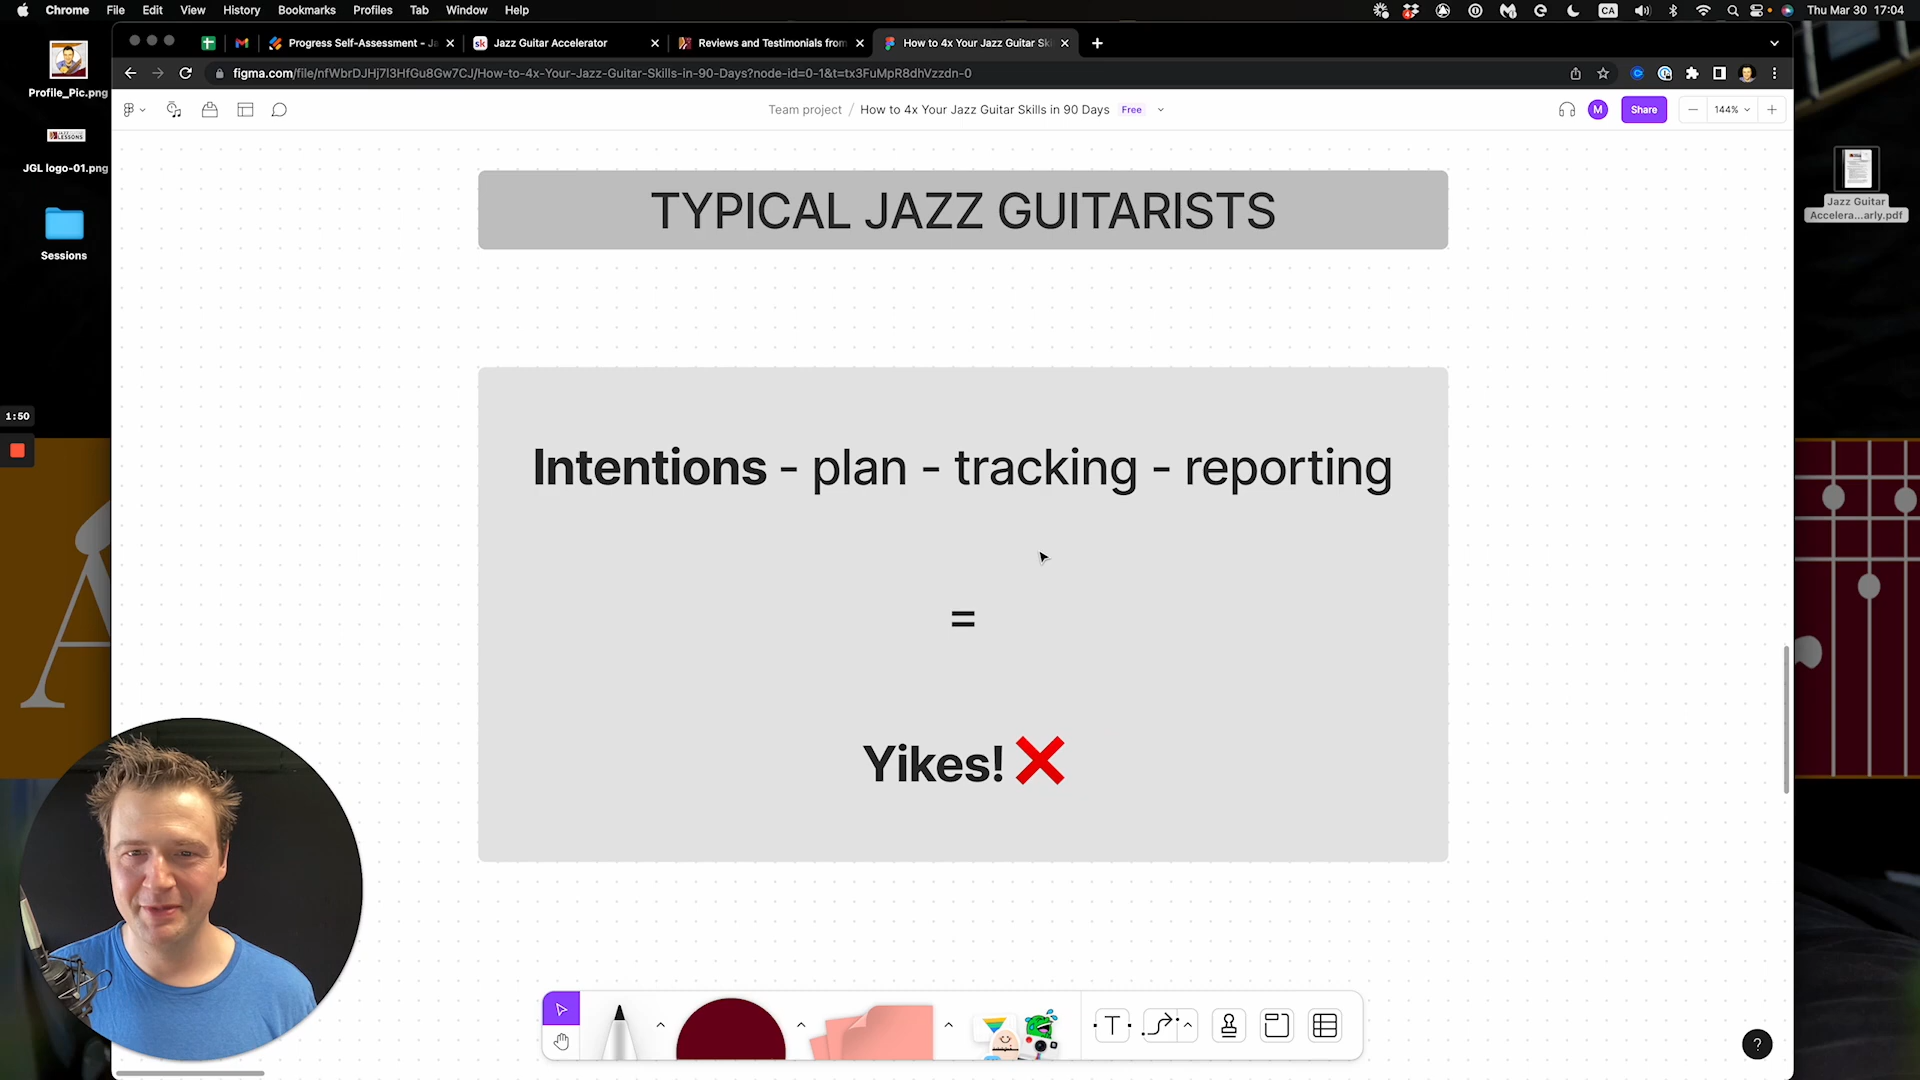 Chrome File Edit View History Bookmarks Profiles Tab Window Help
CA
Thu Mar 30 17:04
Progress Self-Assessment - Ja
Jazz Guitar Accelerator
Reviews and Testimonials from
How to 4x Your Jazz Guitar Ski
figma.com/file/nfWbrDJHj7I3HfGu8Gw7CJ/How-to-4x-Your-Jazz-Guitar-Skills-in-90-Days?node-id=0-1&t=tx3FuMpR8dhVzzdn-0
Team project / How to 4x Your Jazz Guitar Skills in 90 Days Free
M
Share
144%
Profile_Pic.png
LESSONS
JGL logo-01.png
Sessions
Jazz Guitar
Accelera...arly.pdf
1:50
TYPICAL JAZZ GUITARISTS
Intentions - plan - tracking - reporting
=
Yikes! ❌
A
T
?